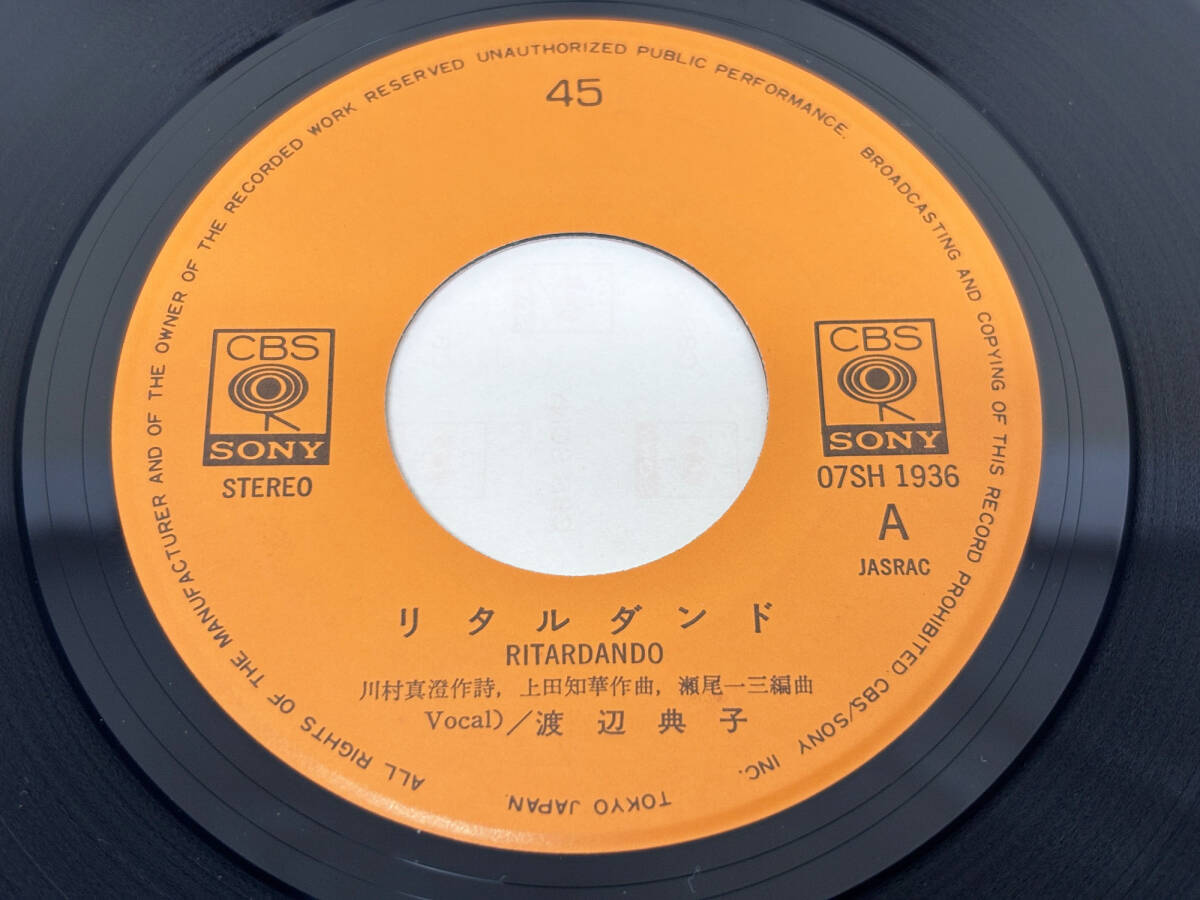 45
CBS
SONY
STEREO
CBS
SONY
07SH 1936
A
JASRAC
リタルダンド
RITARDANDO
川村真澄作詩, 上田知華作曲, 瀬尾一三編曲
Vocal)/渡辺典子
ALL RIGHTS OF THE MANUFACTURER AND OF THE OWNER OF THE RECORDED WORK RESERVED UNAUTHORIZED PUBLIC PERFORMANCE. BROADCASTING AND COPYING OF THIS RECORD PROHIBITED. CBS/SONY INC. TOKYO JAPAN.